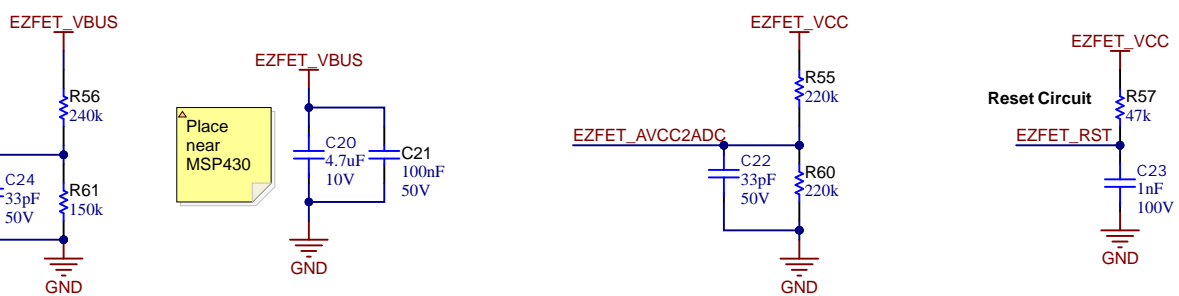 EZFET_VBUS
R56
240k
C24
33pF
50V
R61
150k
GND
Place
near
MSP430
EZFET_VBUS
C20
4.7uF
10V
C21
100nF
50V
GND
EZFET_VCC
R55
220k
EZFET_AVCC2ADC
C22
33pF
50V
R60
220k
GND
EZFET_VCC
Reset Circuit
R57
47k
EZFET_RST
C23
1nF
100V
GND